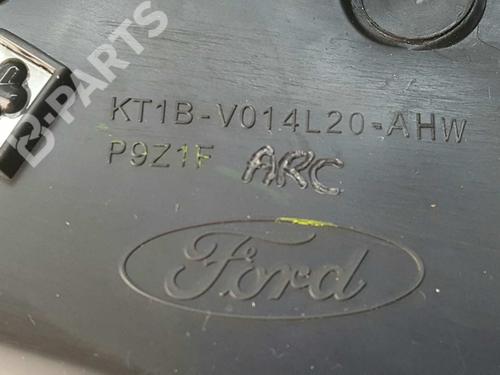 B-PARTS
KT1B-V014L20-AHW
P9Z1F ARC
Ford